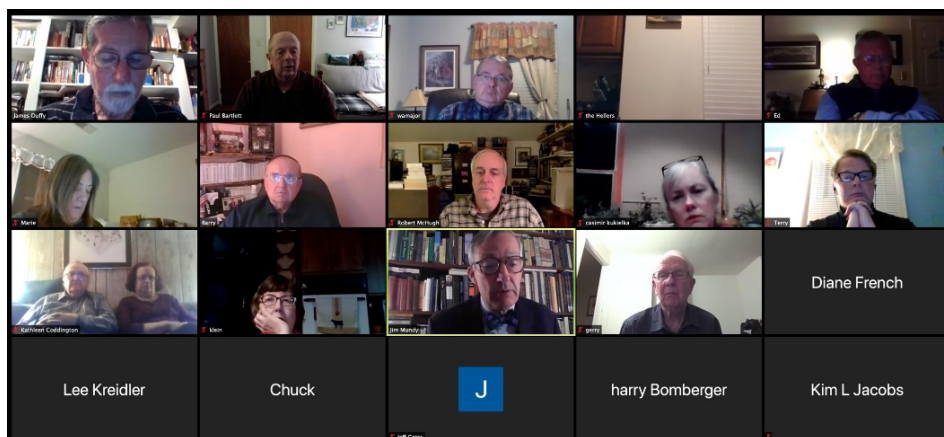 James Duffy
Paul Bartlett
wamajor
the Hellers
Ed
Marie
Barry
Robert McHugh
casimir kukielka
Terry
Kathleen Coddington
klein
Jim Mundy
gerry
Diane French
Lee Kreidler
Chuck
J
harry Bomberger
Kim L Jacobs